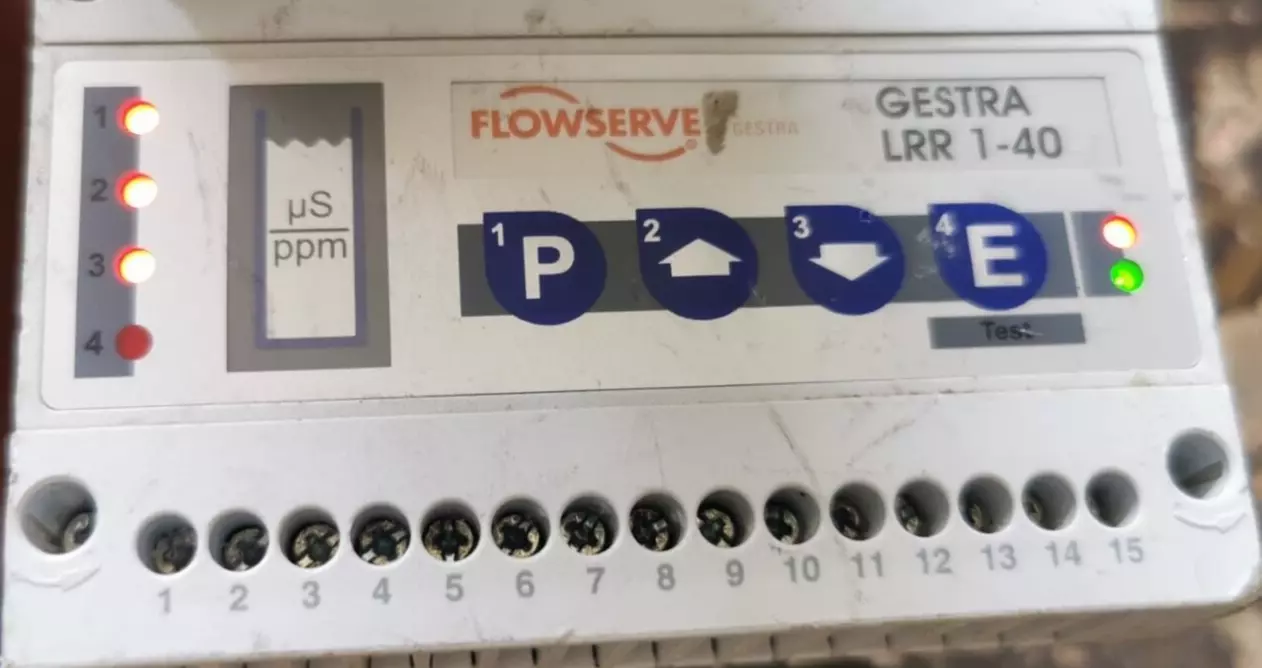 1
2
3
4
µS
ppm
FLOWSERVE
GESTRA
GESTRA
LRR 1-40
1 P
2
3
4 E
Test
1 2 3 4 5 6 7 8 9 10 11 12 13 14 15